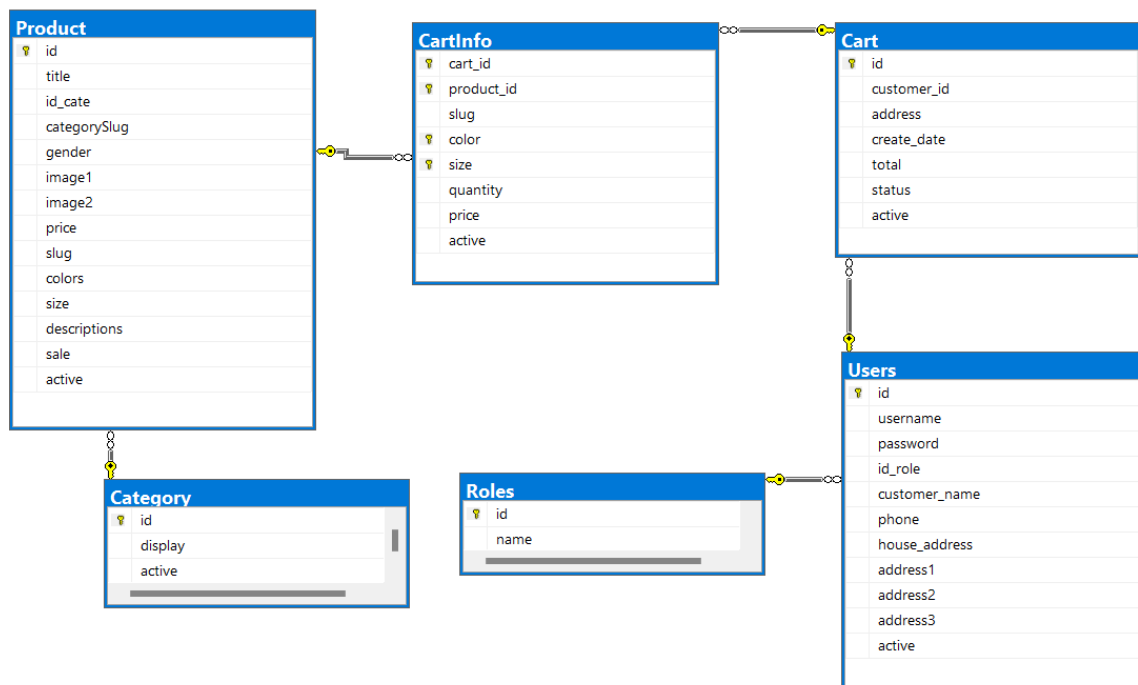 Product
id
title
id_cate
categorySlug
gender
image1
image2
price
slug
colors
size
descriptions
sale
active
CartInfo
cart_id
product_id
slug
color
size
quantity
price
active
Cart
id
customer_id
address
create_date
total
status
active
Category
id
display
active
Roles
id
name
Users
id
username
password
id_role
customer_name
phone
house_address
address1
address2
address3
active